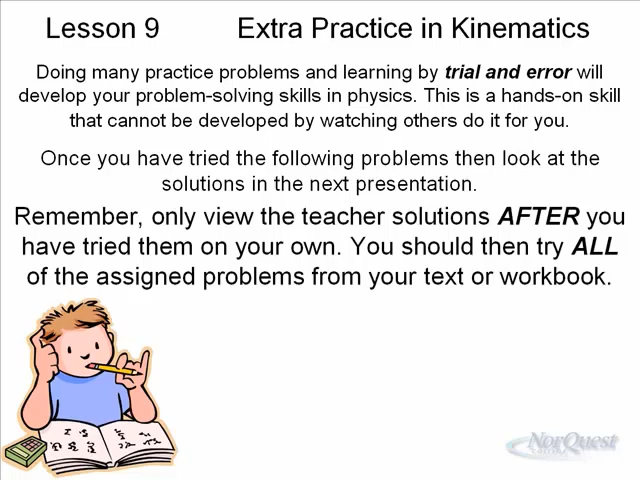 Lesson 9 Extra Practice in Kinematics
Doing many practice problems and learning by trial and error will
develop your problem-solving skills in physics. This is a hands-on skill
that cannot be developed by watching others do it for you.
Once you have tried the following problems then look at the
solutions in the next presentation.
Remember, only view the teacher solutions AFTER you
have tried them on your own. You should then try ALL
of the assigned problems from your text or workbook.
NorQuest
COLLEGE